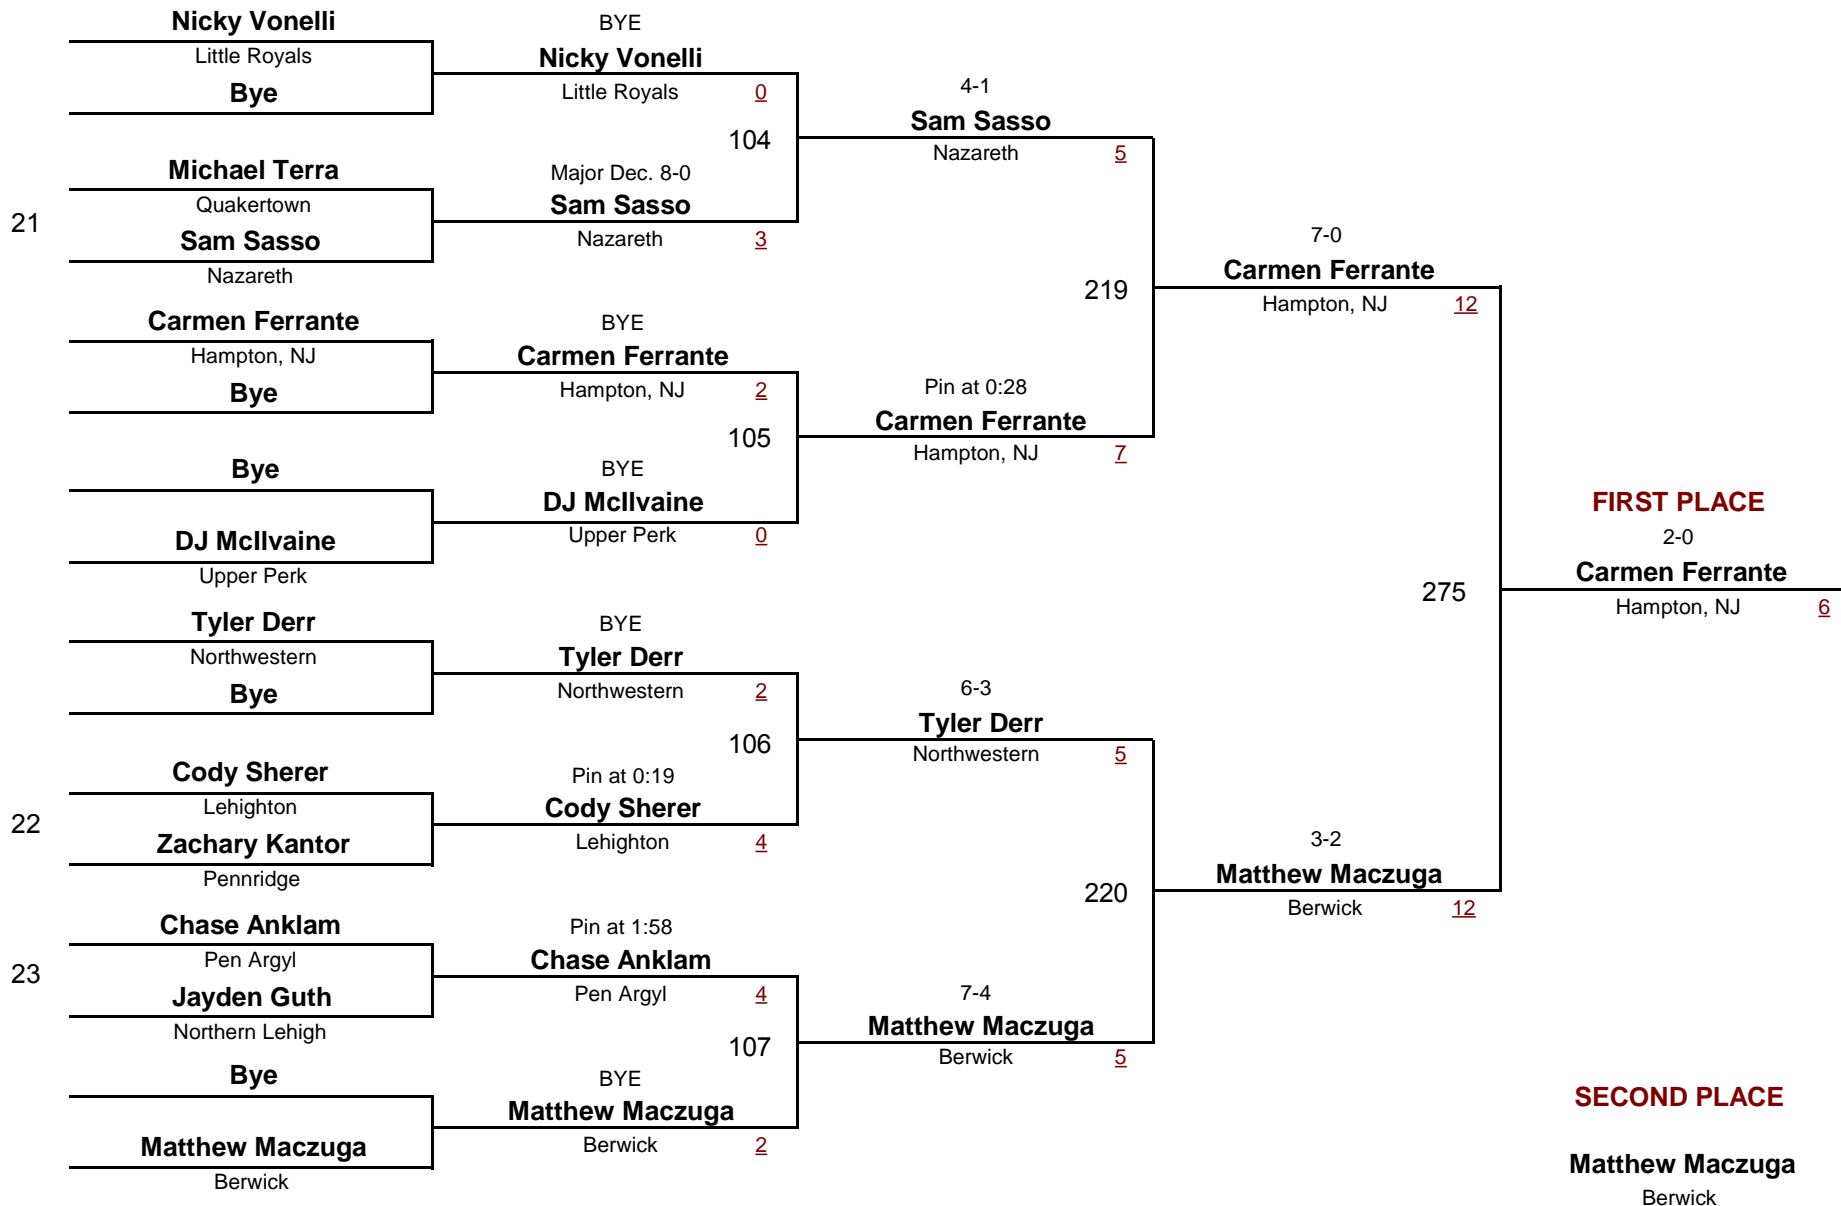 Nicky Vonelli
Little Royals
Bye
21
Michael Terra
Quakertown
Sam Sasso
Nazareth
Carmen Ferrante
Hampton, NJ
Bye
Bye
DJ McIlvaine
Upper Perk
Tyler Derr
Northwestern
Bye
22
Cody Sherer
Lehighton
Zachary Kantor
Pennridge
23
Chase Anklam
Pen Argyl
Jayden Guth
Northern Lehigh
Bye
Matthew Maczuga
Berwick
BYE
Nicky Vonelli
Little Royals 0
104
Major Dec. 8-0
Sam Sasso
Nazareth 3
BYE
Carmen Ferrante
Hampton, NJ 2
105
BYE
DJ McIlvaine
Upper Perk 0
BYE
Tyler Derr
Northwestern 2
106
Pin at 0:19
Cody Sherer
Lehighton 4
Pin at 1:58
Chase Anklam
Pen Argyl 4
107
BYE
Matthew Maczuga
Berwick 2
4-1
Sam Sasso
Nazareth 5
219
Pin at 0:28
Carmen Ferrante
Hampton, NJ 7
6-3
Tyler Derr
Northwestern 5
220
7-4
Matthew Maczuga
Berwick 5
7-0
Carmen Ferrante
Hampton, NJ 12
275
3-2
Matthew Maczuga
Berwick 12
FIRST PLACE
2-0
Carmen Ferrante
Hampton, NJ 6
SECOND PLACE
Matthew Maczuga
Berwick